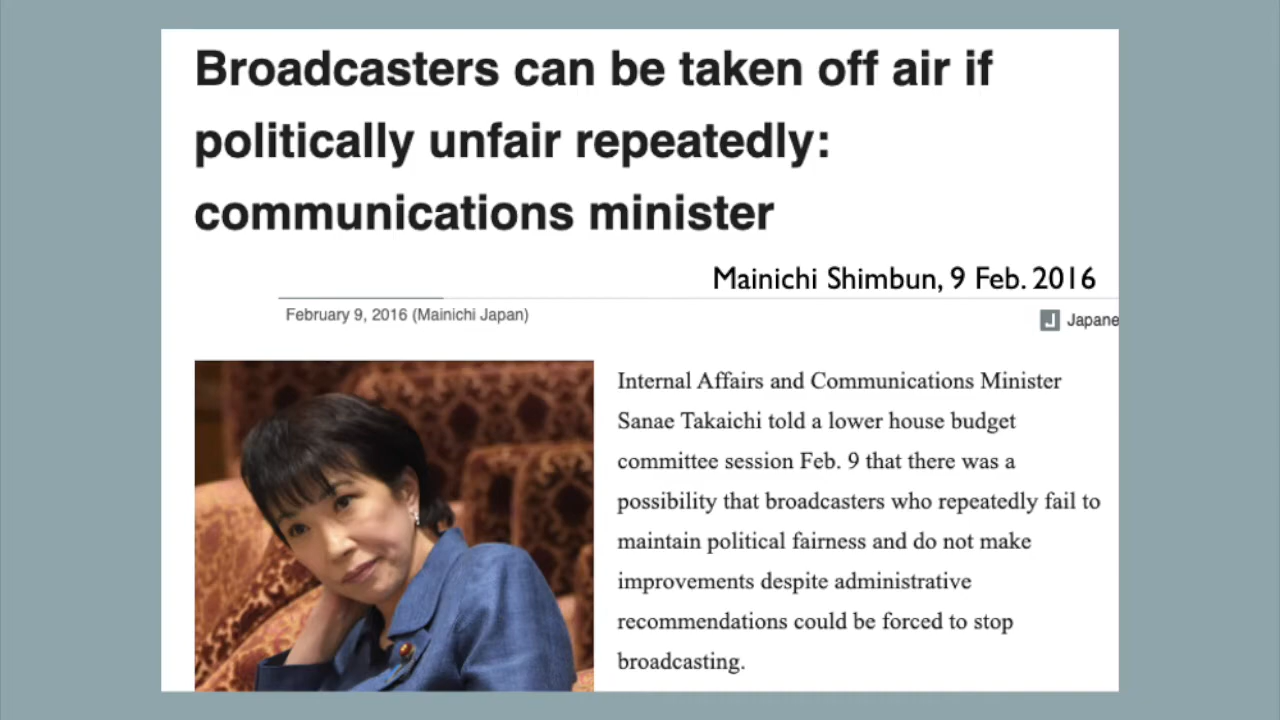 Broadcasters can be taken off air if
politically unfair repeatedly:
communications minister
Mainichi Shimbun, 9 Feb. 2016
February 9, 2016 (Mainichi Japan)
J Japane
Internal Affairs and Communications Minister
Sanae Takaichi told a lower house budget
committee session Feb. 9 that there was a
possibility that broadcasters who repeatedly fail to
maintain political fairness and do not make
improvements despite administrative
recommendations could be forced to stop
broadcasting.